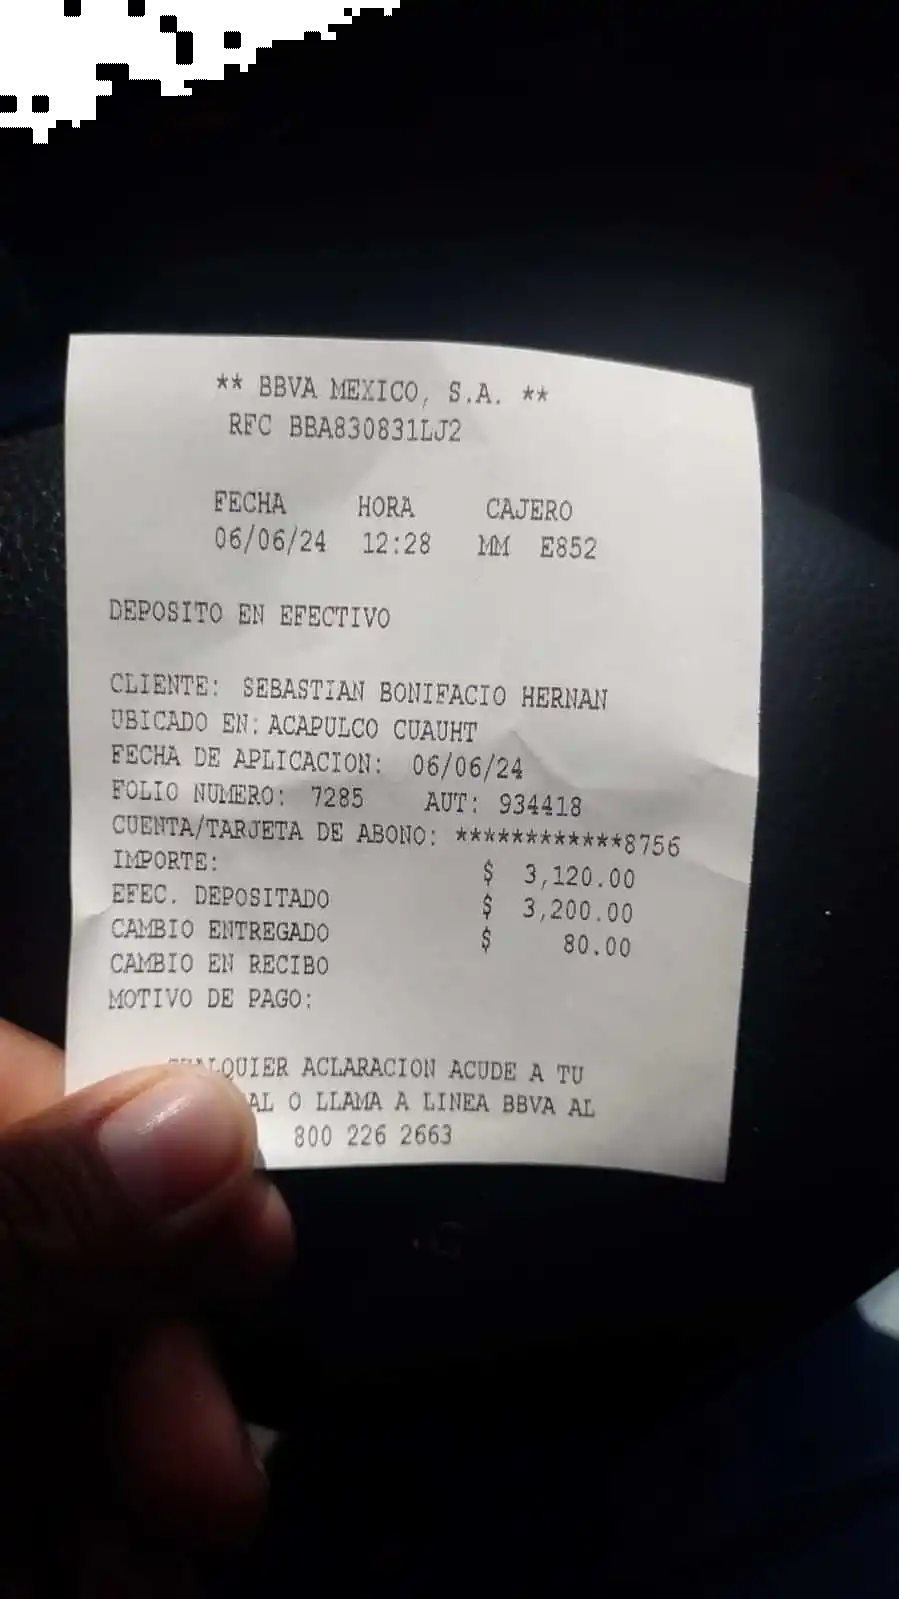 ** BBVA MEXICO, S.A. **
RFC BBA830831LJ2
FECHA HORA CAJERO
06/06/24 12:28 MM E852
DEPOSITO EN EFECTIVO
CLIENTE: SEBASTIAN BONIFACIO HERNAN
UBICADO EN: ACAPULCO CUAUHT
FECHA DE APLICACION: 06/06/24
FOLIO NUMERO: 7285 AUT: 934418
CUENTA/TARJETA DE ABONO: ************8756
IMPORTE: $ 3,120.00
EFEC. DEPOSITADO $ 3,200.00
CAMBIO ENTREGADO $ 80.00
CAMBIO EN RECIBO
MOTIVO DE PAGO:
ACLARACION ACUDE A TU
O LLAMA A LINEA BBVA AL
800 226 2663